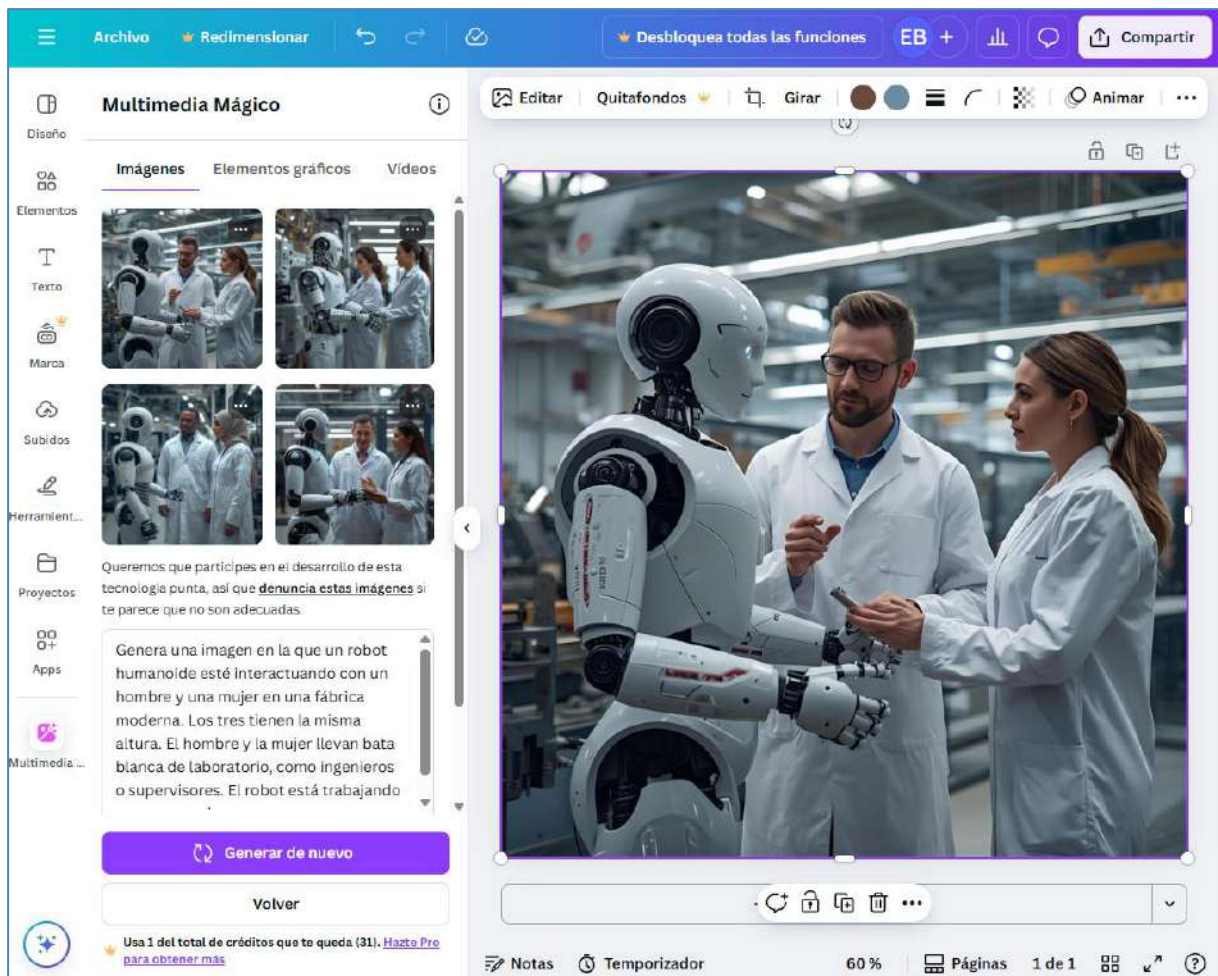 Archivo
Redimensionar
Desbloquea todas las funciones
EB
+
Compartir
Diseño
Elementos
Texto
Marca
Subidos
Herramient...
Proyectos
Apps
Multimedia ...
Multimedia Mágico
Imágenes
Elementos gráficos
Vídeos
Queremos que participes en el desarrollo de esta
tecnología punta, así que denuncia estas imágenes si
te parece que no son adecuadas.
Genera una imagen en la que un robot
humanoide esté interactuando con un
hombre y una mujer en una fábrica
moderna. Los tres tienen la misma
altura. El hombre y la mujer llevan bata
blanca de laboratorio, como ingenieros
o supervisores. El robot está trabajando
Generar de nuevo
Volver
Usa 1 del total de créditos que te queda (31). Hazte Pro
para obtener más
Editar
Quitafondos
Girar
Animar
Notas
Temporizador
60 %
Páginas
1 de 1